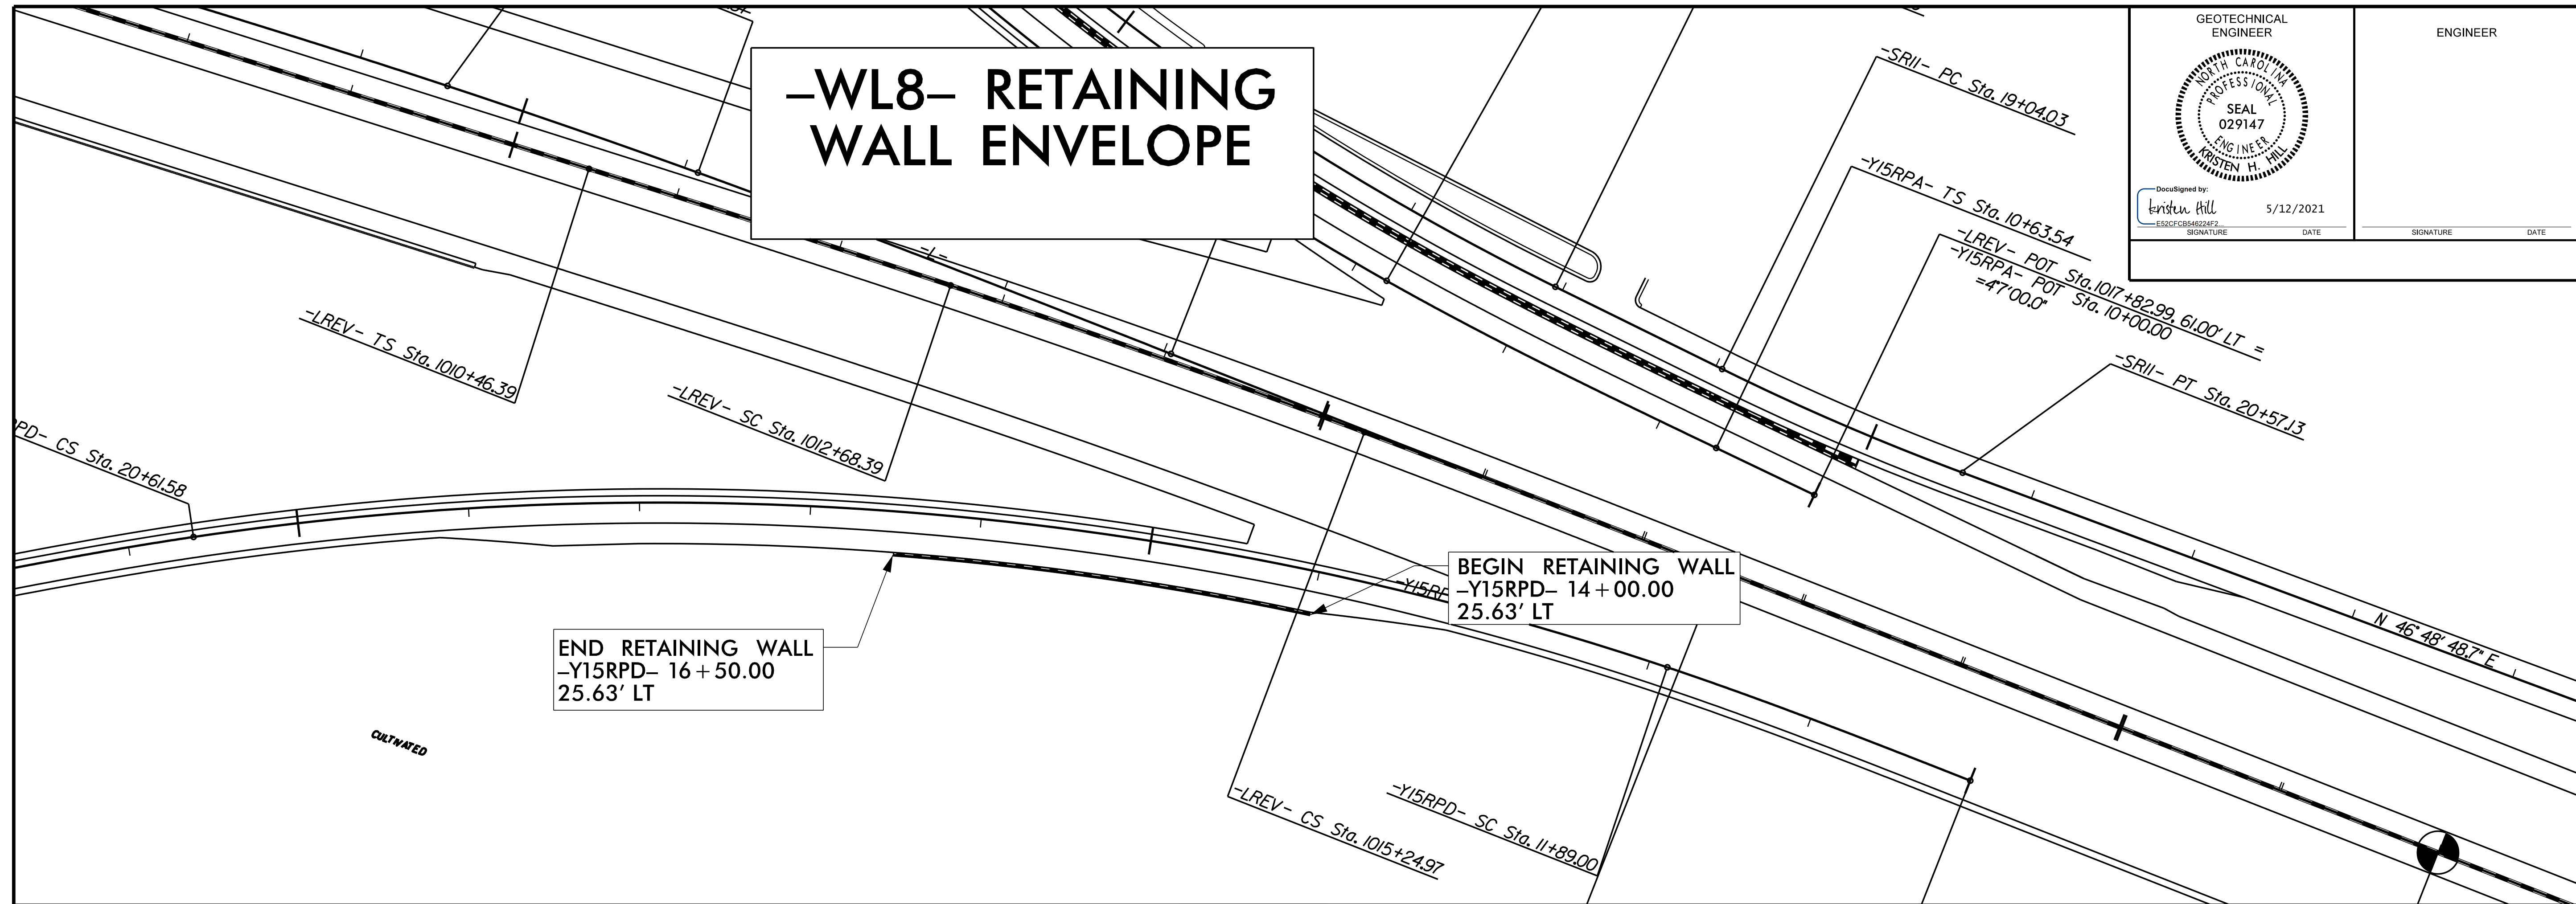 –WL8– RETAINING
WALL ENVELOPE
GEOTECHNICAL
ENGINEER
NORTH CAROLINA
PROFESSIONAL
SEAL
029147
ENGINEER
KRISTEN H. HILL
DocuSigned by:
Kristen Hill
5/12/2021
E52CFCB546224F2...
SIGNATURE DATE
ENGINEER
SIGNATURE DATE
-SR11- PC Sta. 19+04.03
-Y15RPA- TS Sta. 10+63.54
-LREV- POT Sta. 1017+82.99, 61.00' LT =
-Y15RPA- POT Sta. 10+00.00
=4°7'00.0"
-SR11- PT Sta. 20+57.13
-L-
-LREV- TS Sta. 1010+46.39
-LREV- SC Sta. 1012+68.39
RPD- CS Sta. 20+61.58
BEGIN RETAINING WALL
–Y15RPD– 14+00.00
25.63' LT
-Y15RP
END RETAINING WALL
–Y15RPD– 16+50.00
25.63' LT
N 46° 48' 48.7" E
CULTIVATED
-LREV- CS Sta. 1015+24.97
-Y15RPD- SC Sta. 11+89.00